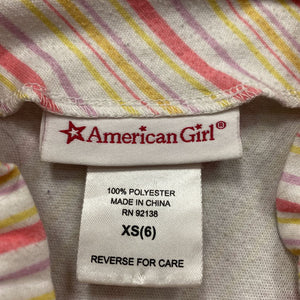 American Girl®
100% POLYESTER
MADE IN CHINA
RN 92138
XS(6)
REVERSE FOR CARE